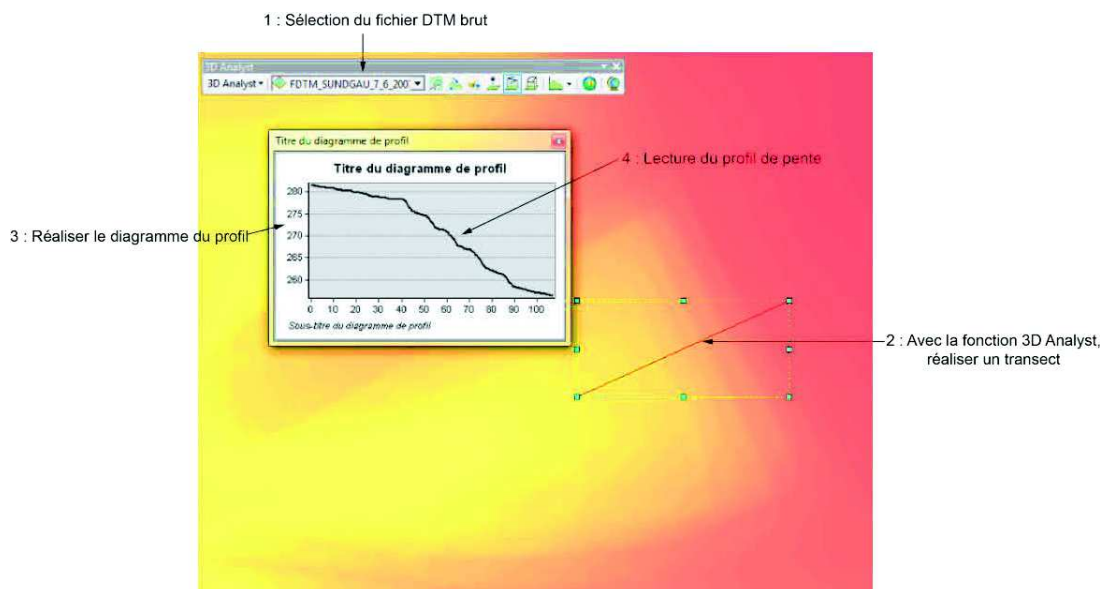 1 : Sélection du fichier DTM brut
3D Analyst
3D Analyst
FDTM_SUNDGAU_7_6_200
Titre du diagramme de profil
Titre du diagramme de profil
4 : Lecture du profil de pente
280
275
270
265
260
3 : Réaliser le diagramme du profil
0 10 20 30 40 50 60 70 80 90 100
Sous-titre du diagramme de profil
2 : Avec la fonction 3D Analyst,
réaliser un transect